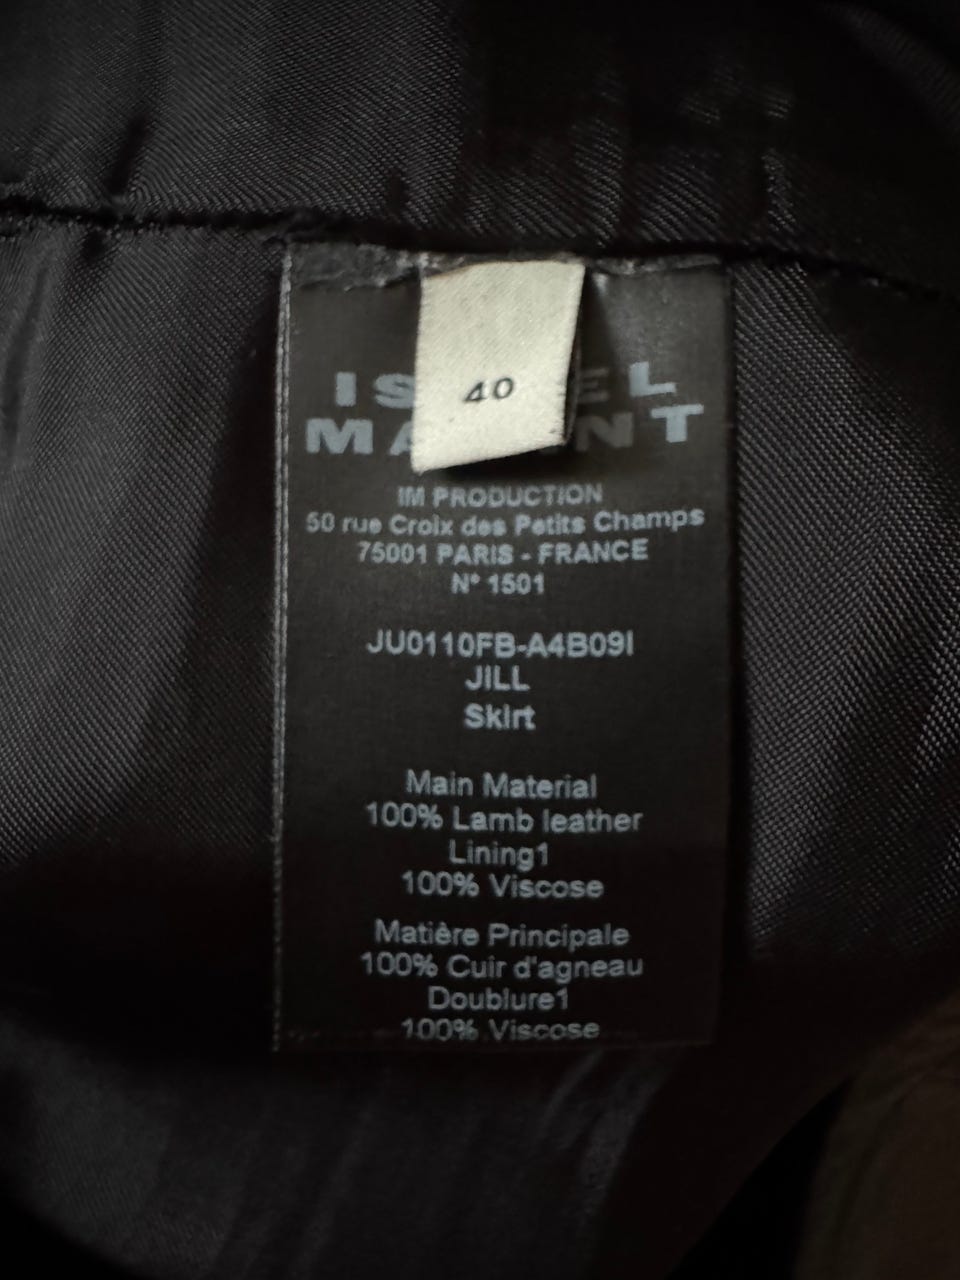 40
IM PRODUCTION
50 rue Croix des Petits Champs
75001 PARIS - FRANCE
N° 1501
JU0110FB-A4B09I
JILL
Skirt
Main Material
100% Lamb leather
Lining1
100% Viscose
Matière Principale
100% Cuir d'agneau
Doublure1
100% Viscose